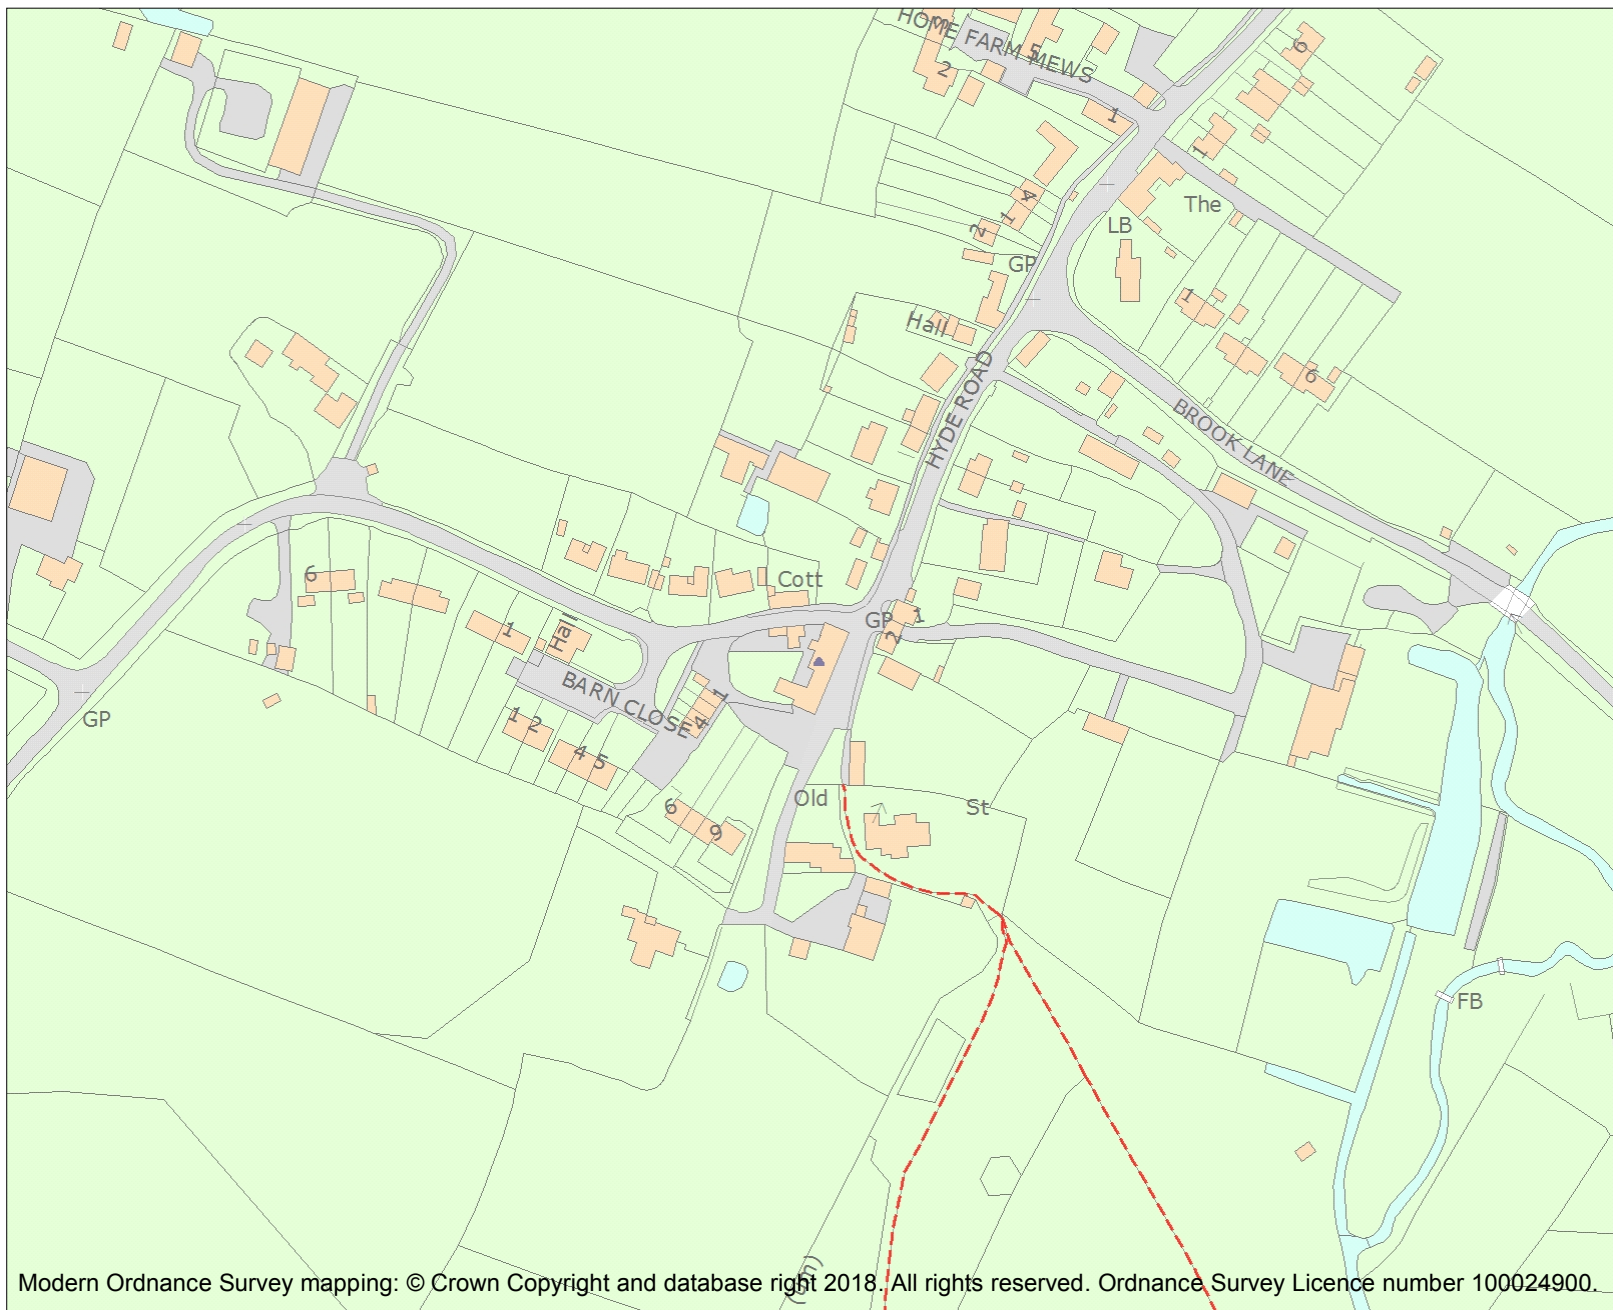 HOME FARM MEWS
3
5
2
6
1
1
The
4
1
LB
2
GP
1
Hall
HYDE ROAD
6
BROOK LANE
6
Cott
GP
1
2
1
Hall
BARN CLOSE
1
4
GP
1 2
4 5
Old
St
6
9
FB
(um)
Modern Ordnance Survey mapping: © Crown Copyright and database right 2018. All rights reserved. Ordnance Survey Licence number 100024900.